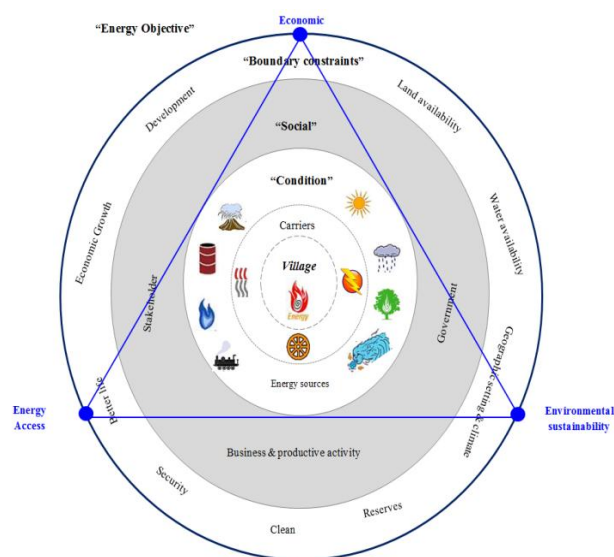 Economic
“Energy Objective”
“Boundary constraints”
Development
Land availability
“Social”
“Condition”
Economic Growth
Water availability
Carriers
Village
Stakeholder
Government
Energy
Energy sources
Better life
Geographic setting & climate
Energy
Access
Environmental
sustainability
Business & productive activity
Security
Reserves
Clean